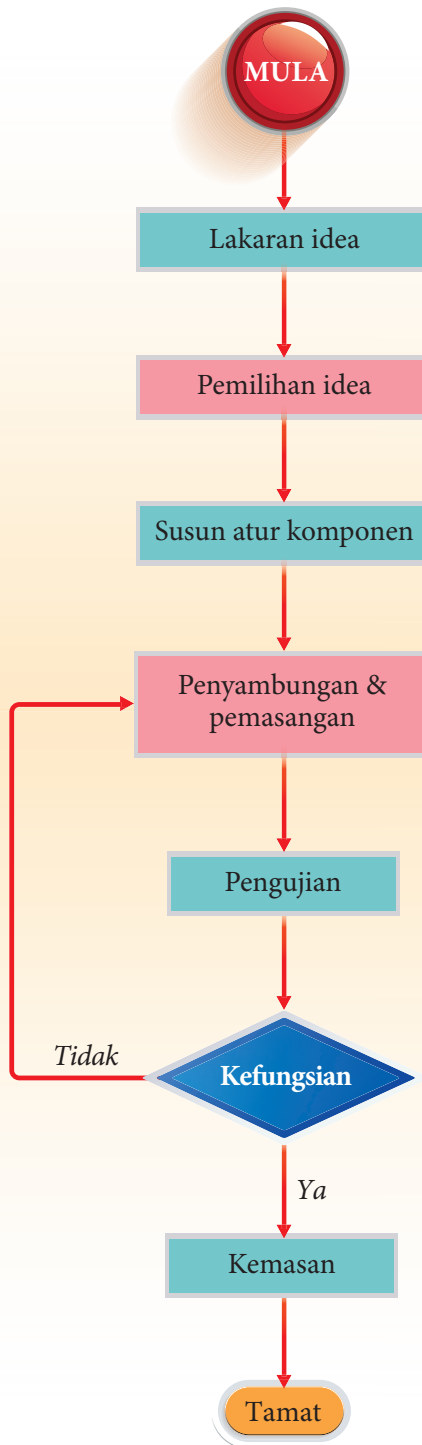 MULA
Lakaran idea
Pemilihan idea
Susun atur komponen
Penyambungan &
pemasangan
Pengujian
Kefungsian
Tidak
Ya
Kemasan
Tamat